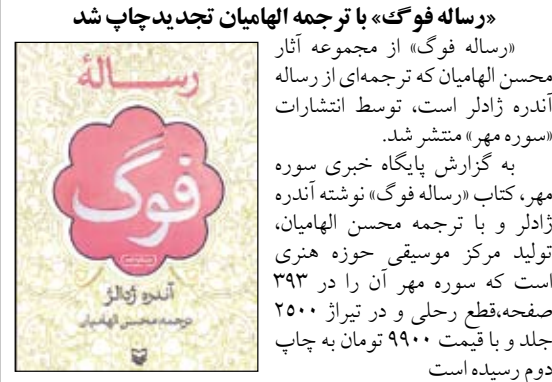 «رساله فوگ» با ترجمه الهامیان تجدیدچاپ شد
«رساله فوگ» از مجموعه آثار
محسن الهامیان که ترجمه‌ای از رساله
آندره ژادلر است، توسط انتشارات
«سوره مهر» منتشر شد.
به گزارش پایگاه خبری سوره
مهر، کتاب «رساله فوگ» نوشته آندره
ژادلر و با ترجمه محسن الهامیان،
تولید مرکز موسیقی حوزه هنری
است که سوره مهر آن را در ۳۹۳
صفحه،قطع رحلی و در تیراژ ۲۵۰۰
جلد و با قیمت ۹۹۰۰ تومان به چاپ
دوم رسیده است
رسالهٔ
فوگ
آندره ژدالژ
ترجمه محسن الهامیان